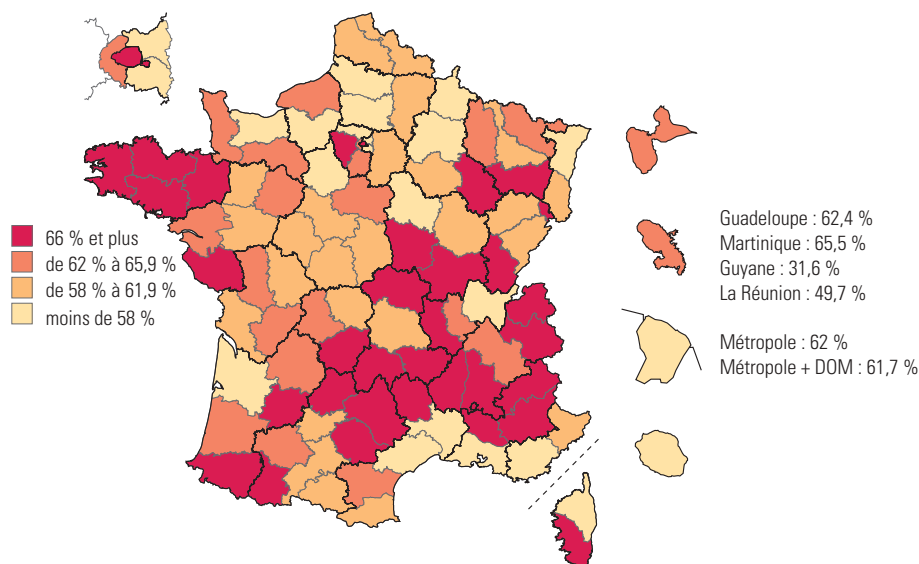 66 % et plus
de 62 % à 65,9 %
de 58 % à 61,9 %
moins de 58 %
Guadeloupe : 62,4 %
Martinique : 65,5 %
Guyane : 31,6 %
La Réunion : 49,7 %
Métropole : 62 %
Métropole + DOM : 61,7 %